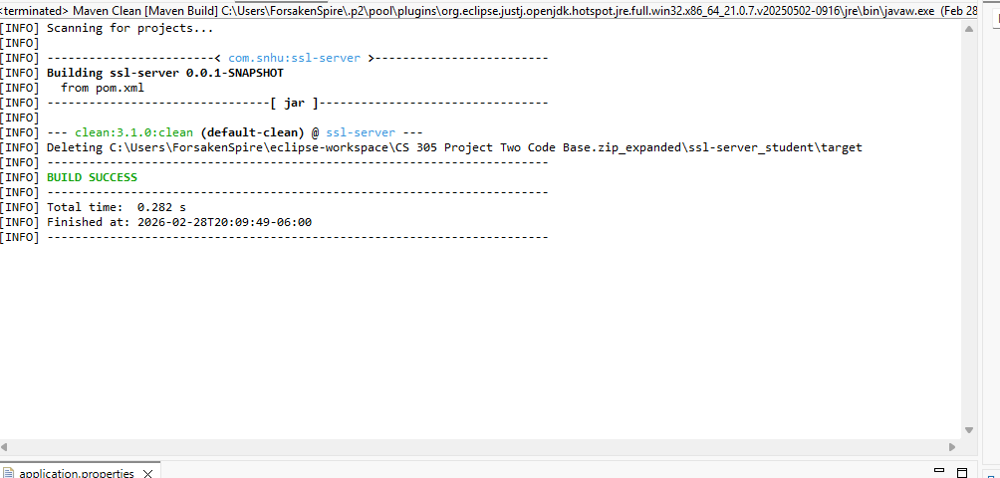 <terminated> Maven Clean [Maven Build] C:\Users\ForsakenSpire\.p2\pool\plugins\org.eclipse.justj.openjdk.hotspot.jre.full.win32.x86_64_21.0.7.v20250502-0916\jre\bin\javaw.exe (Feb 28
[INFO] Scanning for projects...
[INFO]
[INFO] ------------------------< com.snhu:ssl-server >-------------------------
[INFO] Building ssl-server 0.0.1-SNAPSHOT
[INFO]   from pom.xml
[INFO] --------------------------------[ jar ]---------------------------------
[INFO]
[INFO] --- clean:3.1.0:clean (default-clean) @ ssl-server ---
[INFO] Deleting C:\Users\ForsakenSpire\eclipse-workspace\CS 305 Project Two Code Base.zip_expanded\ssl-server_student\target
[INFO] ------------------------------------------------------------------------
[INFO] BUILD SUCCESS
[INFO] ------------------------------------------------------------------------
[INFO] Total time:  0.282 s
[INFO] Finished at: 2026-02-28T20:09:49-06:00
[INFO] ------------------------------------------------------------------------
application.properties